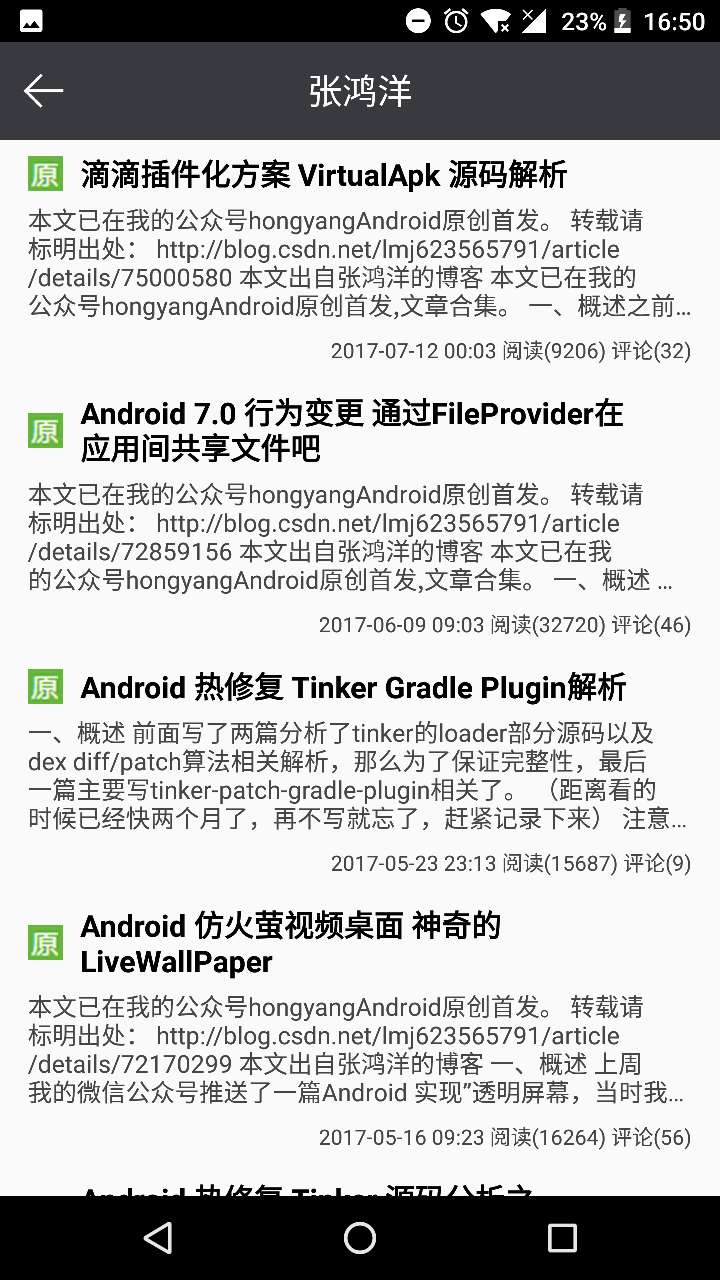 23% 16:50
张鸿洋
原 滴滴插件化方案 VirtualApk 源码解析
本文已在我的公众号hongyangAndroid原创首发。 转载请
标明出处： http://blog.csdn.net/lmj623565791/article
/details/75000580 本文出自张鸿洋的博客 本文已在我的
公众号hongyangAndroid原创首发,文章合集。 一、概述之前...
2017-07-12 00:03 阅读(9206) 评论(32)
原 Android 7.0 行为变更 通过FileProvider在
应用间共享文件吧
本文已在我的公众号hongyangAndroid原创首发。 转载请
标明出处： http://blog.csdn.net/lmj623565791/article
/details/72859156 本文出自张鸿洋的博客 本文已在我
的公众号hongyangAndroid原创首发,文章合集。 一、概述 ...
2017-06-09 09:03 阅读(32720) 评论(46)
原 Android 热修复 Tinker Gradle Plugin解析
一、概述 前面写了两篇分析了tinker的loader部分源码以及
dex diff/patch算法相关解析，那么为了保证完整性，最后
一篇主要写tinker-patch-gradle-plugin相关了。 （距离看的
时候已经快两个月了，再不写就忘了，赶紧记录下来） 注意...
2017-05-23 23:13 阅读(15687) 评论(9)
原 Android 仿火萤视频桌面 神奇的
LiveWallPaper
本文已在我的公众号hongyangAndroid原创首发。 转载请
标明出处： http://blog.csdn.net/lmj623565791/article
/details/72170299 本文出自张鸿洋的博客 一、概述 上周
我的微信公众号推送了一篇Android 实现”透明屏幕，当时我...
2017-05-16 09:23 阅读(16264) 评论(56)
Android 热修复 Tinker 源码分析之